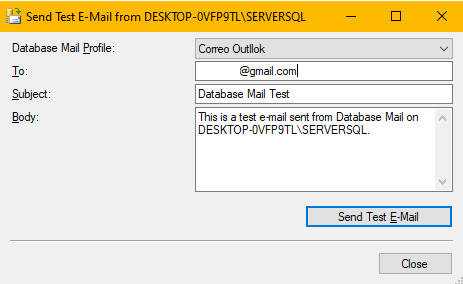 Send Test E-Mail from DESKTOP-0VFP9TL\SERVERSQL
Database Mail Profile: Correo Outllok
To: @gmail.com
Subject: Database Mail Test
Body: This is a test e-mail sent from Database Mail on
DESKTOP-0VFP9TL\SERVERSQL.
Send Test E-Mail
Close